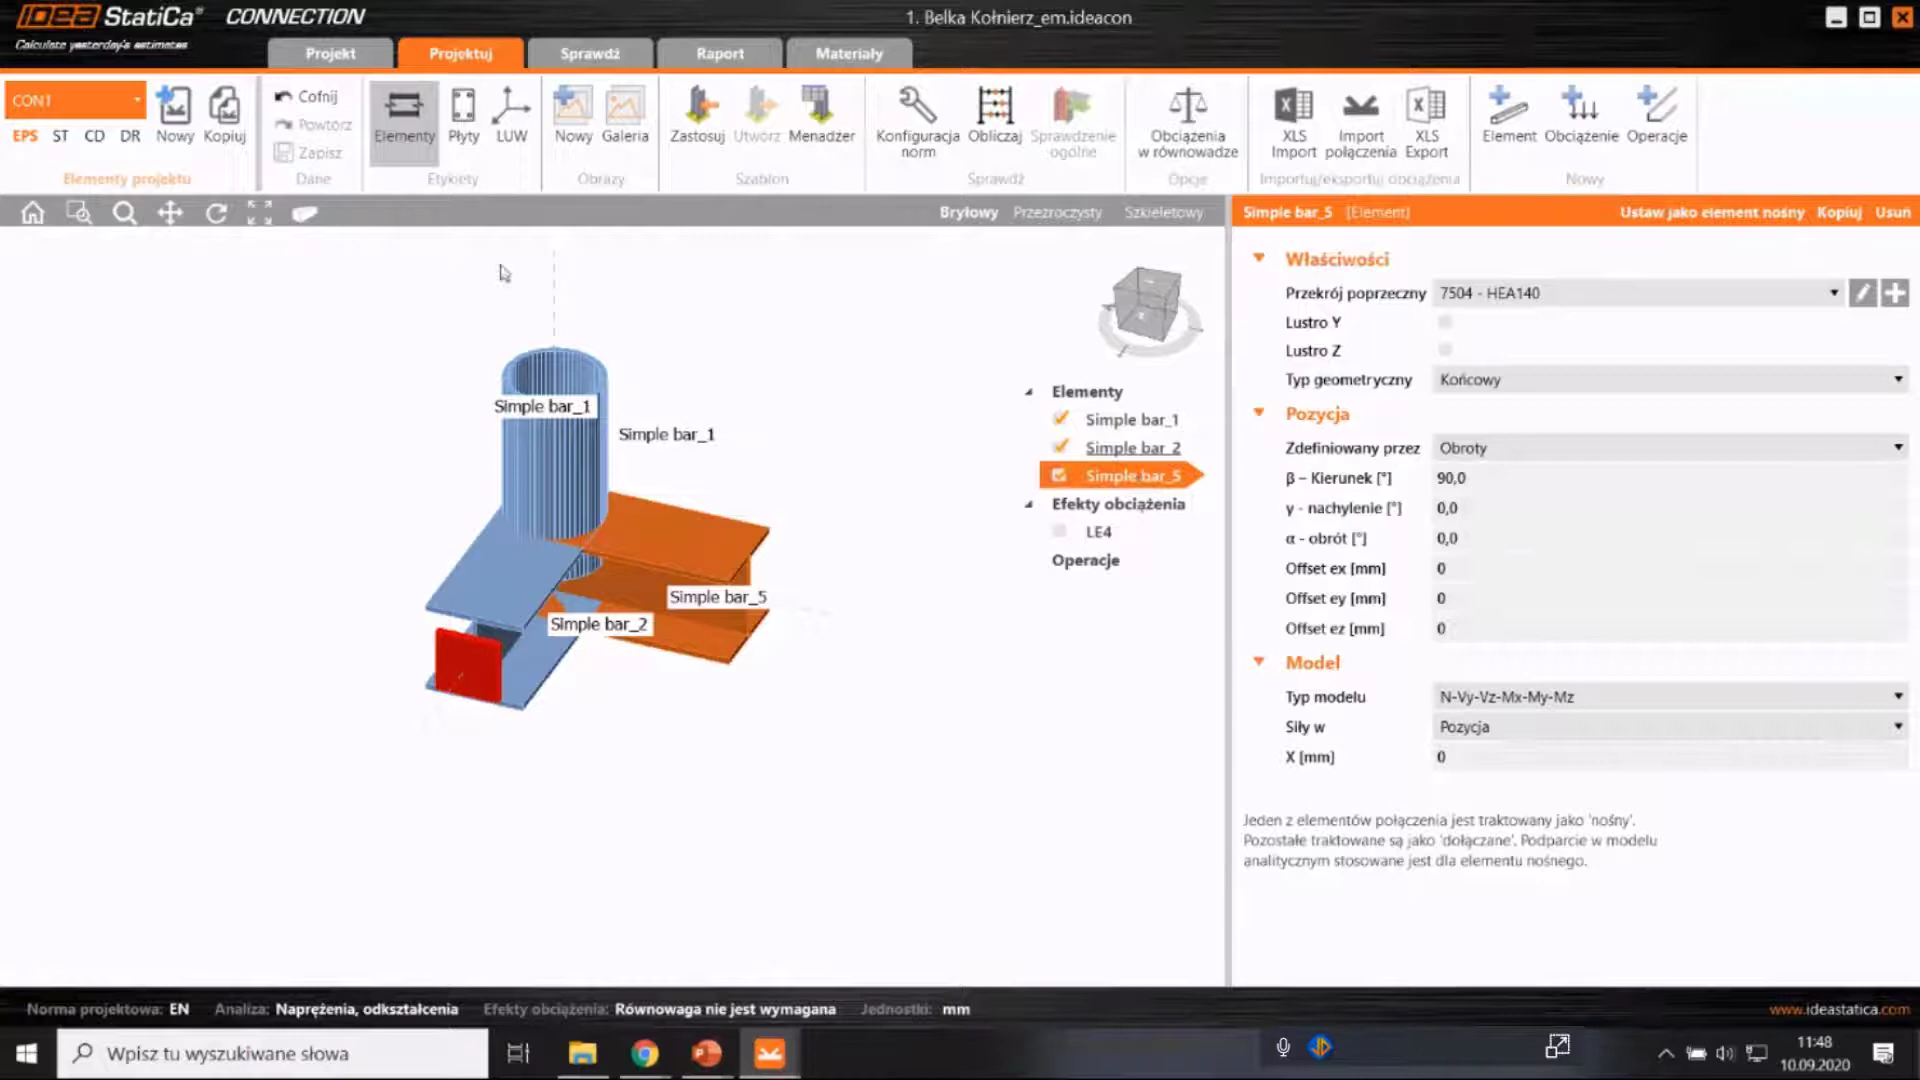 IDEA StatiCa® CONNECTION
Calculate yesterday's estimates
1. Belka Kołnierz_em.ideacon
Projekt
Projektuj
Sprawdź
Raport
Materiały
CON1
EPS ST CD DR
Nowy
Kopiuj
Elementy projektu
Cofnij
Powtórz
Zapisz
Dane
Elementy
Płyty
LUW
Etykiety
Nowy
Galeria
Obrazy
Zastosuj
Utwórz
Menadzer
Szablon
Konfiguracja norm
Obliczaj
Sprawdzenie ogólne
Sprawdź
Obciążenia w równowadze
Opcje
XLS Import
Import połączenia
XLS Export
Importuj/eksportuj obciążenia
Element
Obciążenie
Operacje
Nowy
Bryłowy Przezroczysty Szkieletowy
Simple bar_5 [Element]
Ustaw jako element nośny Kopiuj Usuń
Simple bar_1
Simple bar_1
Simple bar_5
Simple bar_2
Elementy
Simple bar_1
Simple bar_2
Simple bar_5
Efekty obciążenia
LE4
Operacje
Właściwości
Przekrój poprzeczny 7504 - HEA140
Lustro Y
Lustro Z
Typ geometryczny Końcowy
Pozycja
Zdefiniowany przez Obroty
β – Kierunek [°] 90,0
γ - nachylenie [°] 0,0
α - obrót [°] 0,0
Offset ex [mm] 0
Offset ey [mm] 0
Offset ez [mm] 0
Model
Typ modelu N-Vy-Vz-Mx-My-Mz
Siły w Pozycja
X [mm] 0
Jeden z elementów połączenia jest traktowany jako 'nośny'.
Pozostałe traktowane są jako 'dołączane'. Podparcie w modelu
analitycznym stosowane jest dla elementu nośnego.
Norma projektowa: EN Analiza: Naprężenia, odkształcenia Efekty obciążenia: Równowaga nie jest wymagana Jednostki: mm
www.ideastatica.com
Wpisz tu wyszukiwane słowa
11:48
10.09.2020